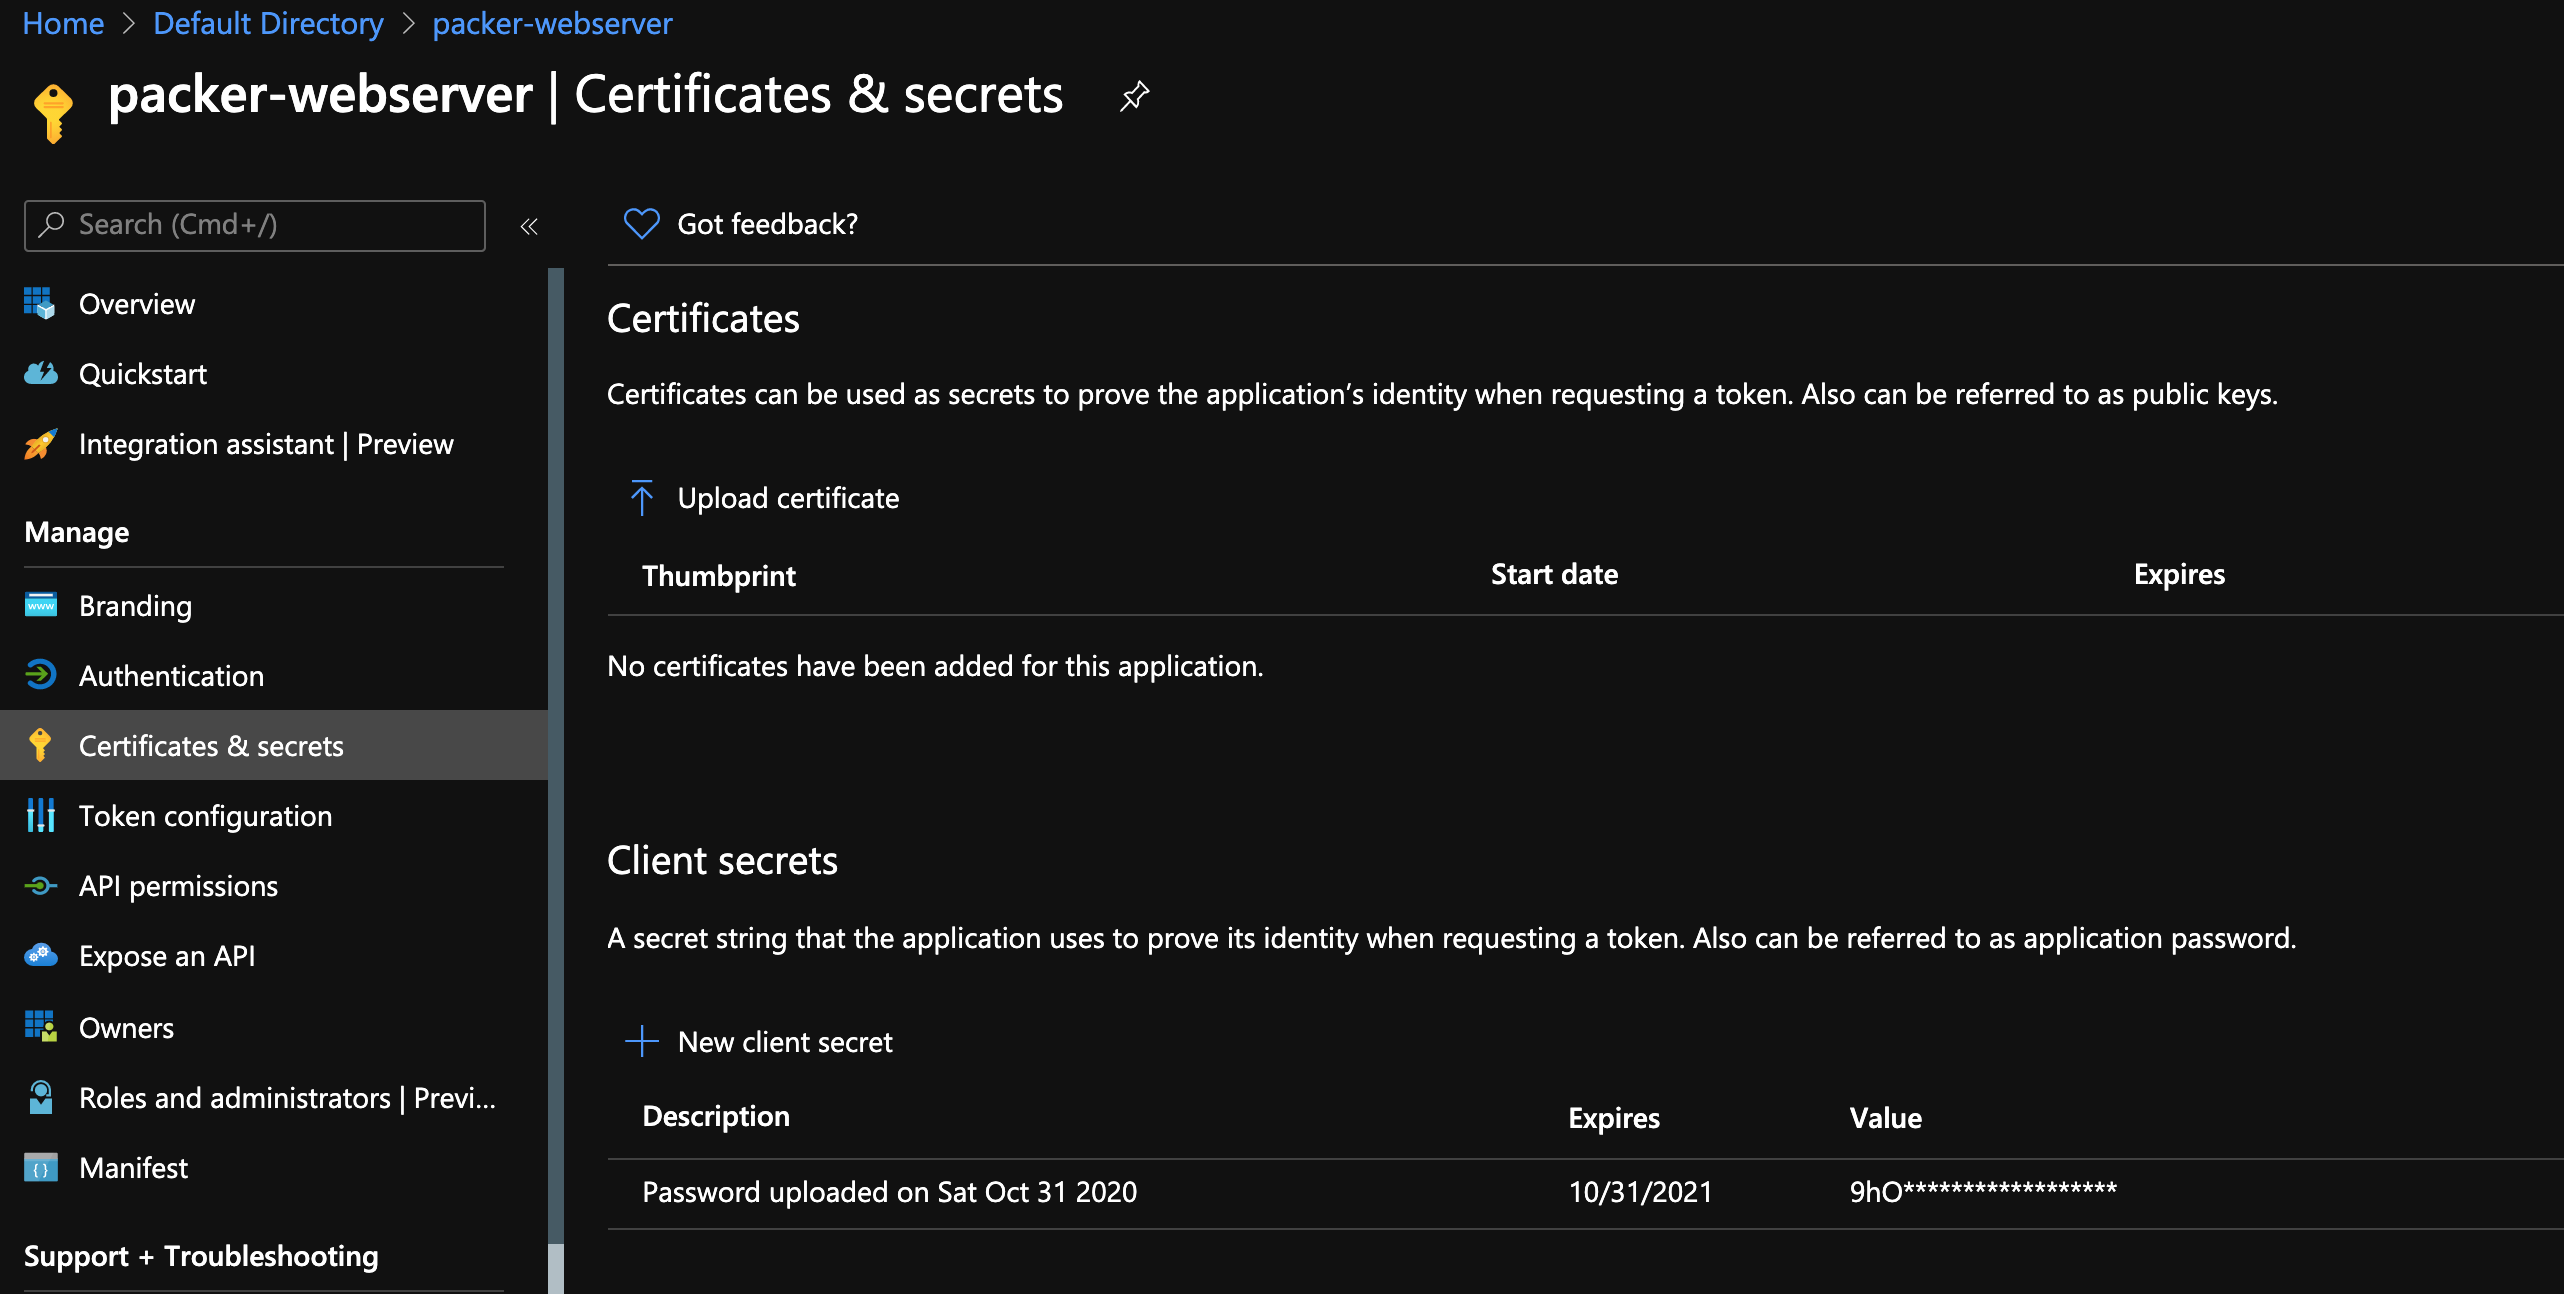 Home > Default Directory > packer-webserver
packer-webserver | Certificates & secrets
Search (Cmd+/)
«
Overview
Quickstart
Integration assistant | Preview
Manage
Branding
Authentication
Certificates & secrets
Token configuration
API permissions
Expose an API
Owners
Roles and administrators | Previ...
Manifest
Support + Troubleshooting
Got feedback?
Certificates
Certificates can be used as secrets to prove the application’s identity when requesting a token. Also can be referred to as public keys.
Upload certificate
Thumbprint Start date Expires
No certificates have been added for this application.
Client secrets
A secret string that the application uses to prove its identity when requesting a token. Also can be referred to as application password.
New client secret
Description Expires Value
Password uploaded on Sat Oct 31 2020 10/31/2021 9hO******************